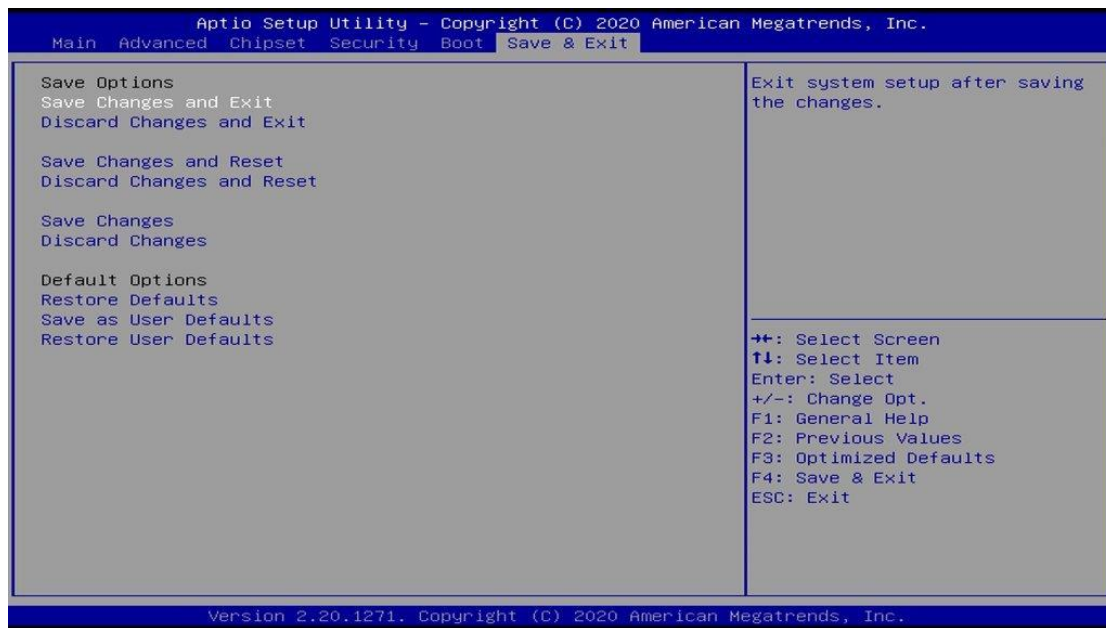 Aptio Setup Utility – Copyright (C) 2020 American Megatrends, Inc.
Main Advanced Chipset Security Boot Save & Exit
Save Options
Save Changes and Exit
Discard Changes and Exit
Save Changes and Reset
Discard Changes and Reset
Save Changes
Discard Changes
Default Options
Restore Defaults
Save as User Defaults
Restore User Defaults
Exit system setup after saving
the changes.
→←: Select Screen
↑↓: Select Item
Enter: Select
+/-: Change Opt.
F1: General Help
F2: Previous Values
F3: Optimized Defaults
F4: Save & Exit
ESC: Exit
Version 2.20.1271. Copyright (C) 2020 American Megatrends, Inc.